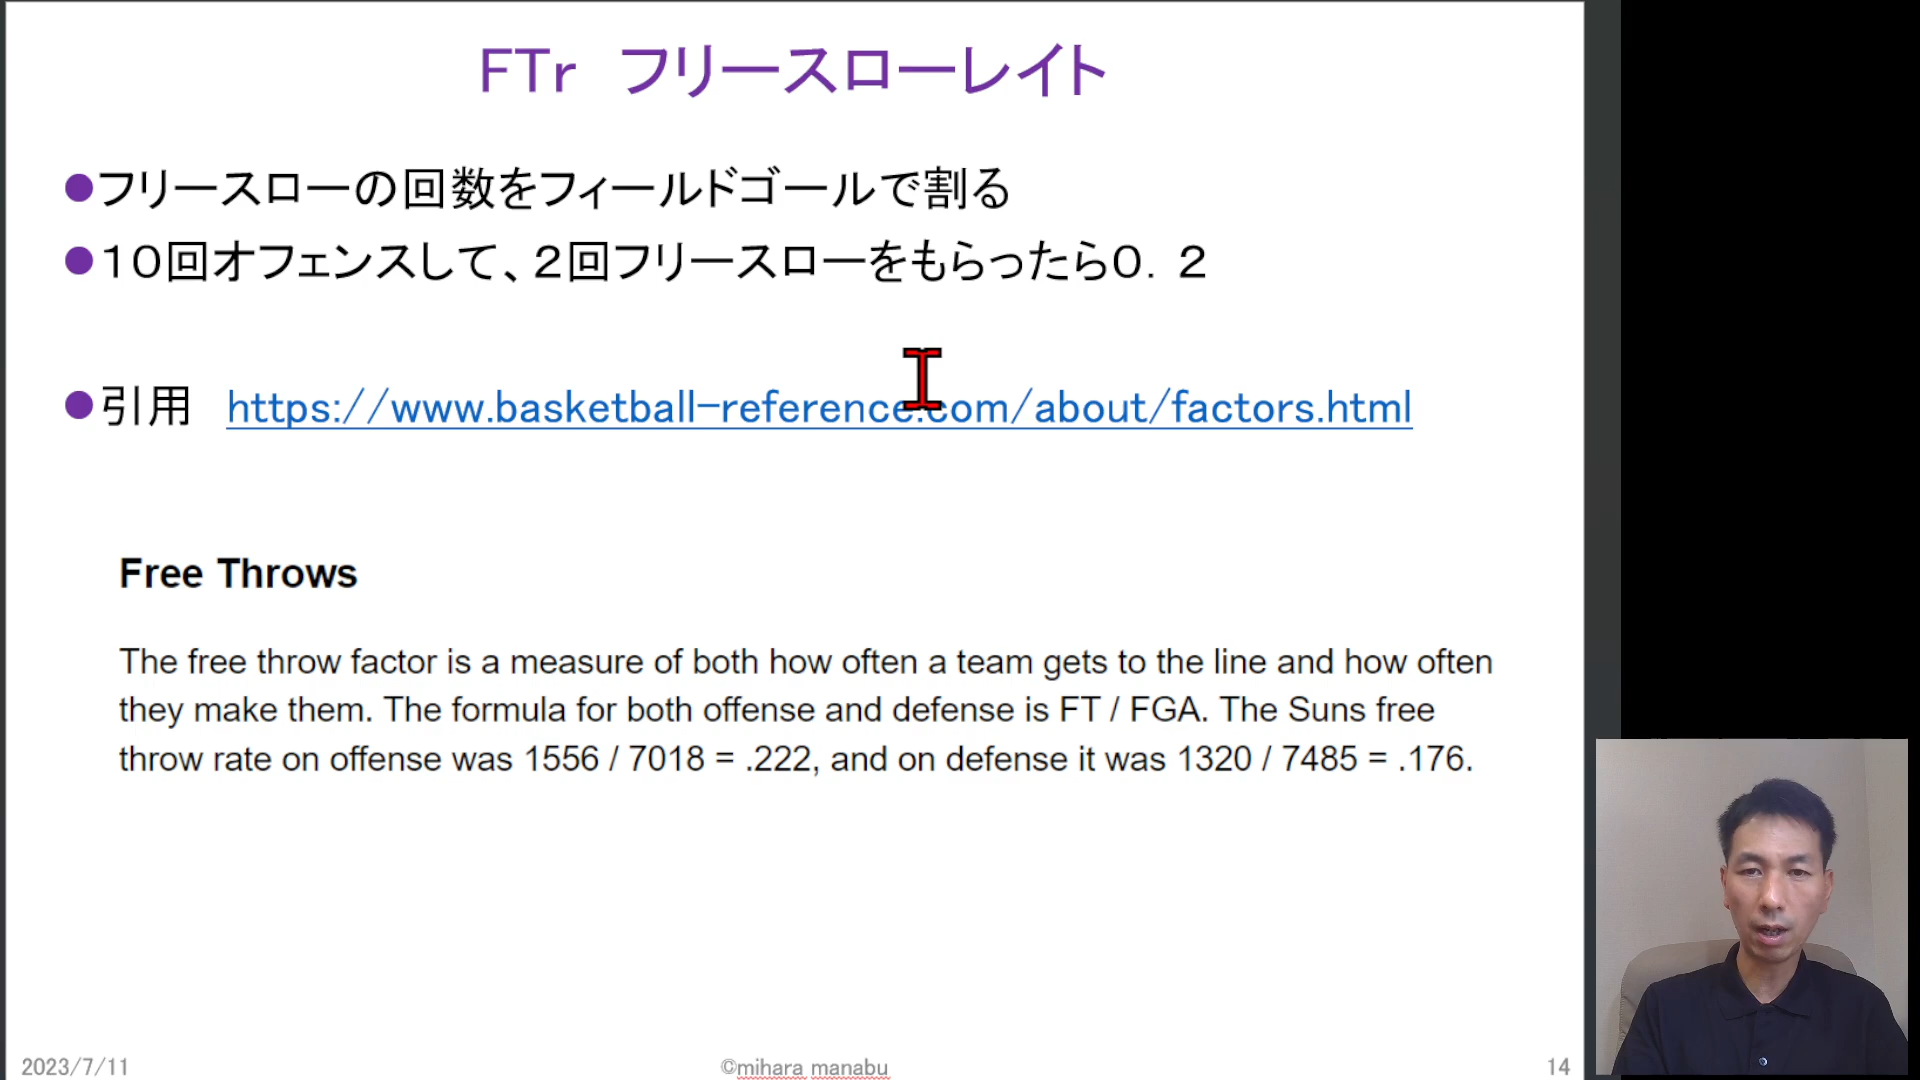 FTr　フリースローレイト
●フリースローの回数をフィールドゴールで割る
●１０回オフェンスして、２回フリースローをもらったら０．２
●引用　https://www.basketball-reference.com/about/factors.html
Free Throws
The free throw factor is a measure of both how often a team gets to the line and how often
they make them. The formula for both offense and defense is FT / FGA. The Suns free
throw rate on offense was 1556 / 7018 = .222, and on defense it was 1320 / 7485 = .176.
2023/7/11
©mihara manabu
14